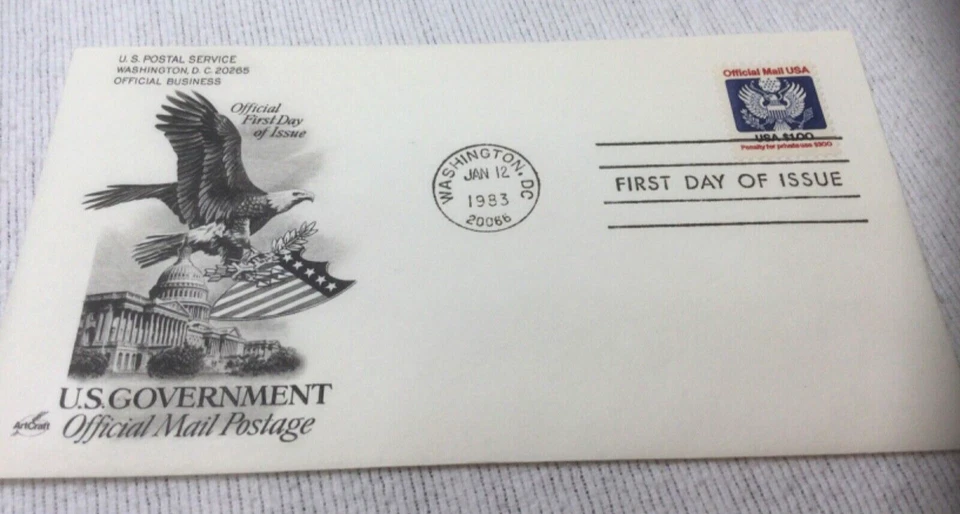 U.S. POSTAL SERVICE
WASHINGTON, D.C. 20265
OFFICIAL BUSINESS
Official
First Day
of Issue
Official Mail USA
USA $1.00
Penalty for private use $300
WASHINGTON, DC
JAN 12
1983
20066
FIRST DAY OF ISSUE
U.S. GOVERNMENT
Official Mail Postage
ArtCraft